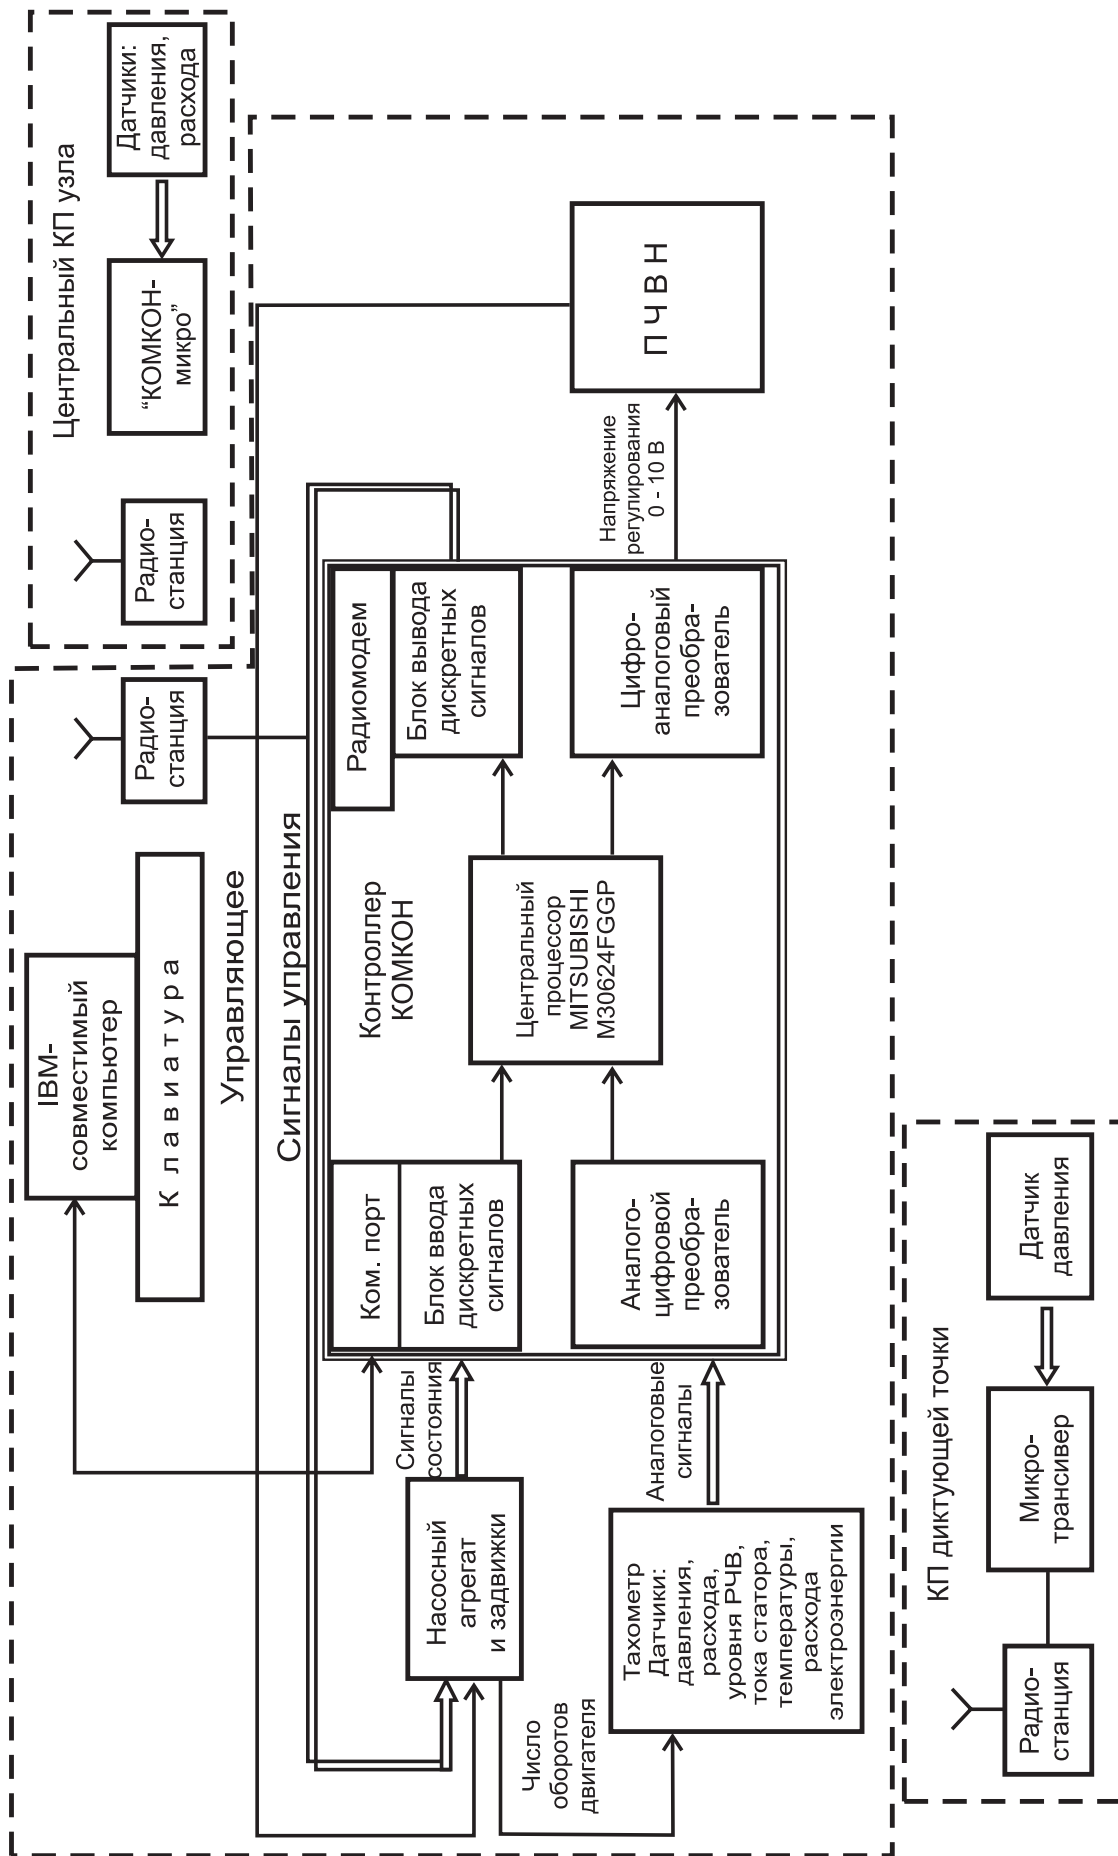 IBM-
совместимый
компьютер
К л а в и а т у р а
Радио-
станция
Центральный КП узла
Радио-
станция
“КОМКОН-
микро”
Датчики:
давления,
расхода
Управляющее
Сигналы управления
Насосный
агрегат
и задвижки
Сигналы
состояния
Ком. порт
Блок ввода
дискретных
сигналов
Контроллер
КОМКОН
Радиомодем
Блок вывода
дискретных
сигналов
Центральный
процессор
MITSUBISHI
M30624FGGP
Число
оборотов
двигателя
Тахометр
Датчики:
давления,
расхода,
уровня РЧВ,
тока статора,
температуры,
расхода
электроэнергии
Аналоговые
сигналы
Аналого-
цифровой
преобра-
зователь
Цифро-
аналоговый
преобра-
зователь
Напряжение
регулирования
0 - 10 В
П Ч В Н
КП диктующей точки
Радио-
станция
Микро-
трансивер
Датчик
давления